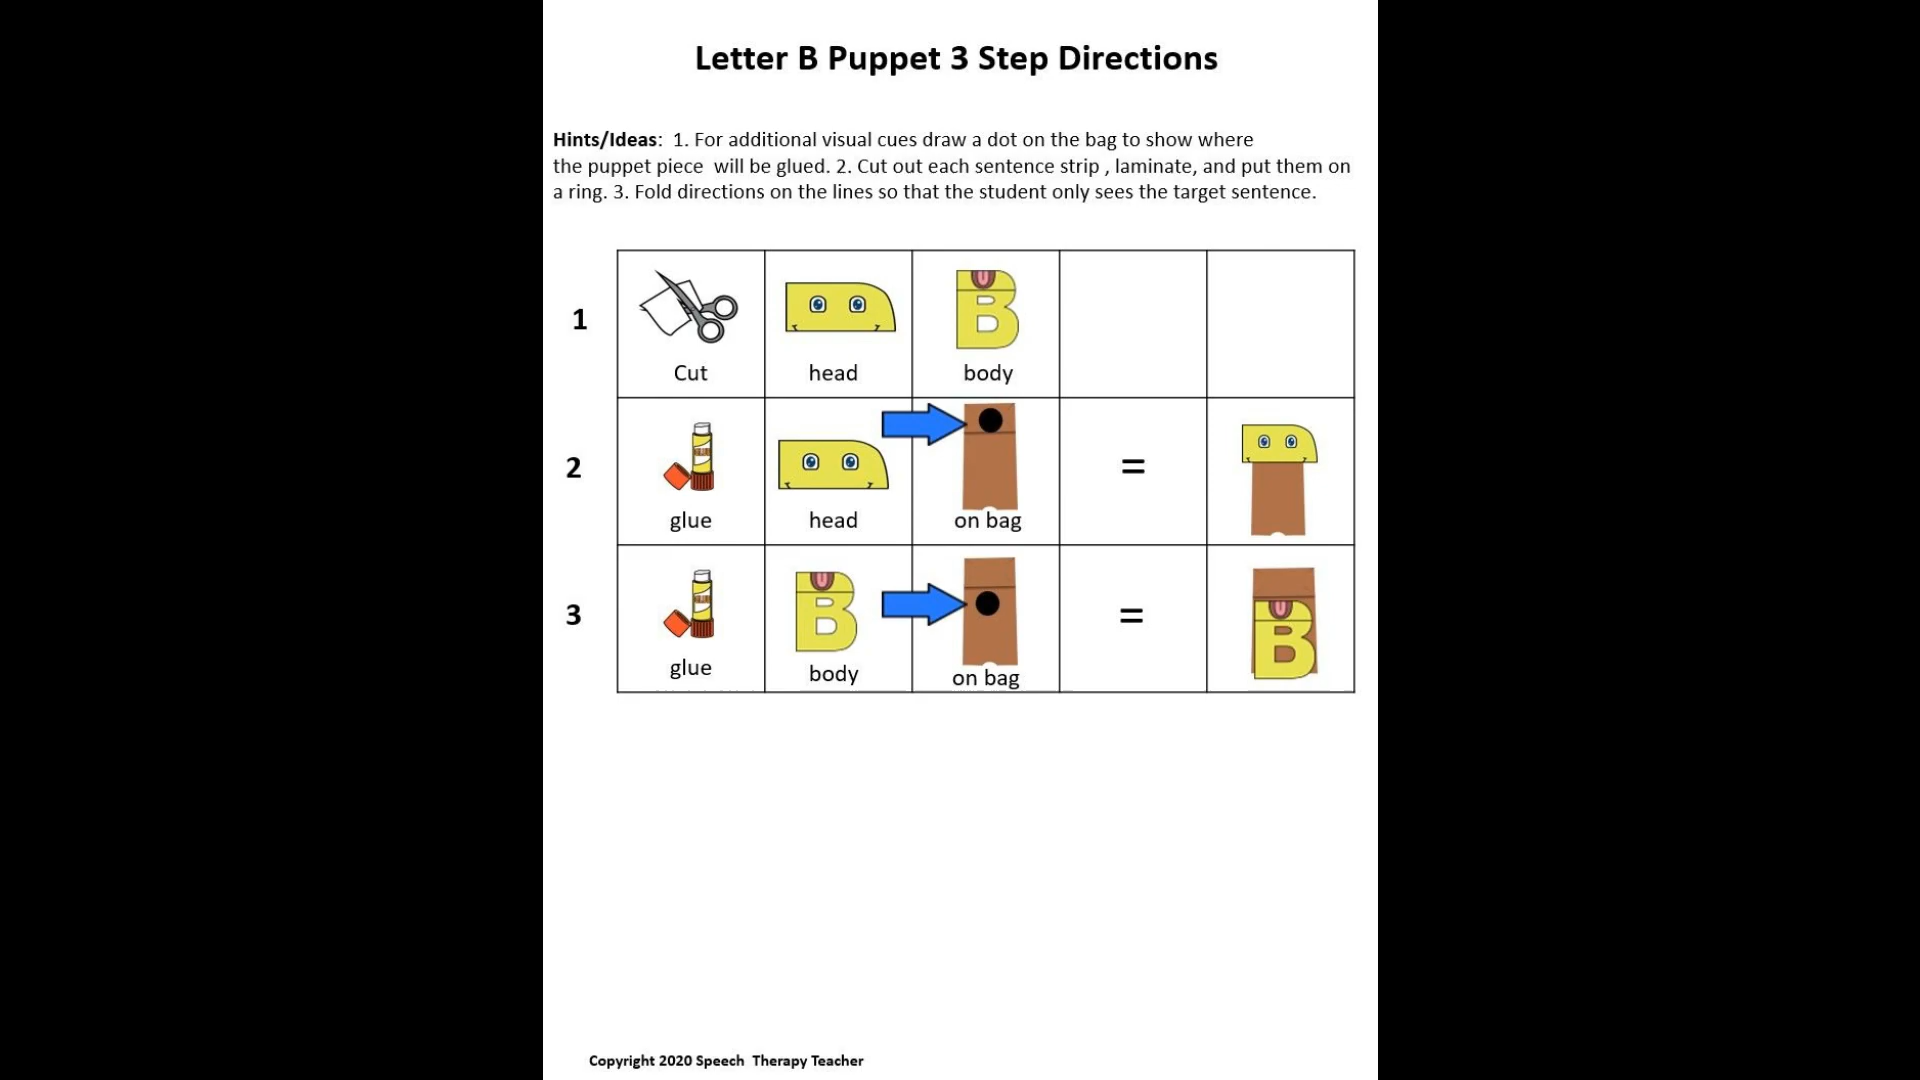 Letter B Puppet 3 Step Directions
Hints/Ideas:  1. For additional visual cues draw a dot on the bag to show where
the puppet piece  will be glued. 2. Cut out each sentence strip , laminate, and put them on
a ring. 3. Fold directions on the lines so that the student only sees the target sentence.
1
Cut
head
B
body
2
glue
head
on bag
=
3
glue
B
body
on bag
=
B
Copyright 2020 Speech  Therapy Teacher